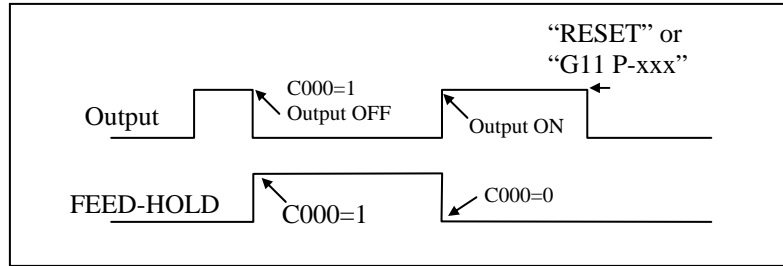 “RESET” or
“G11 P-xxx”
C000=1
Output OFF
Output
Output ON
FEED-HOLD
C000=1
C000=0